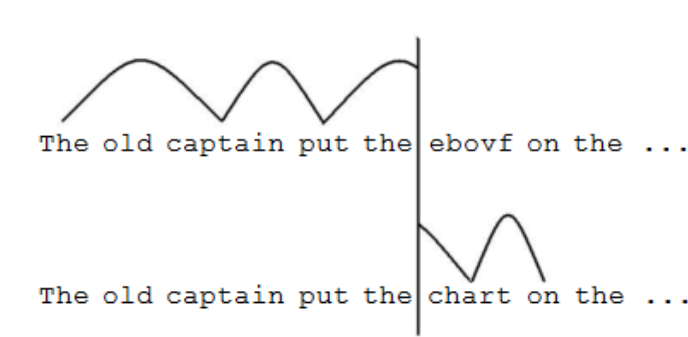 The old captain put the ebovf on the ...
The old captain put the chart on the ...